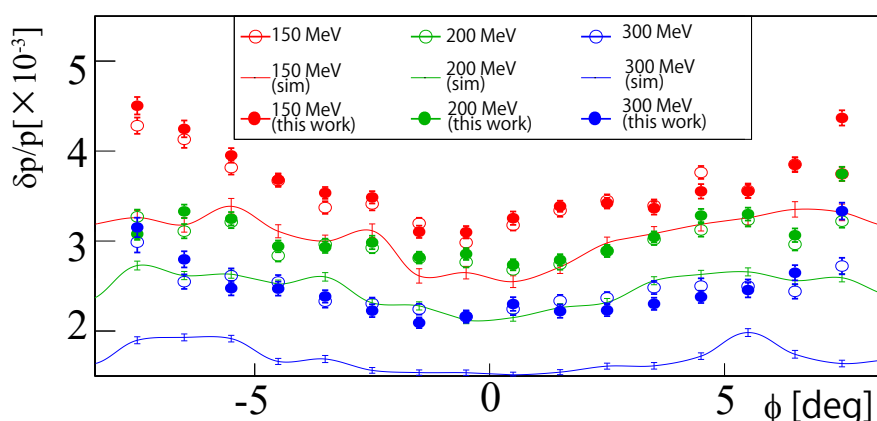 150 MeV 200 MeV 300 MeV
150 MeV (sim) 200 MeV (sim) 300 MeV (sim)
150 MeV (this work) 200 MeV (this work) 300 MeV (this work)
δp/p [×10⁻³]
5
4
3
2
-5 0 5 ϕ [deg]